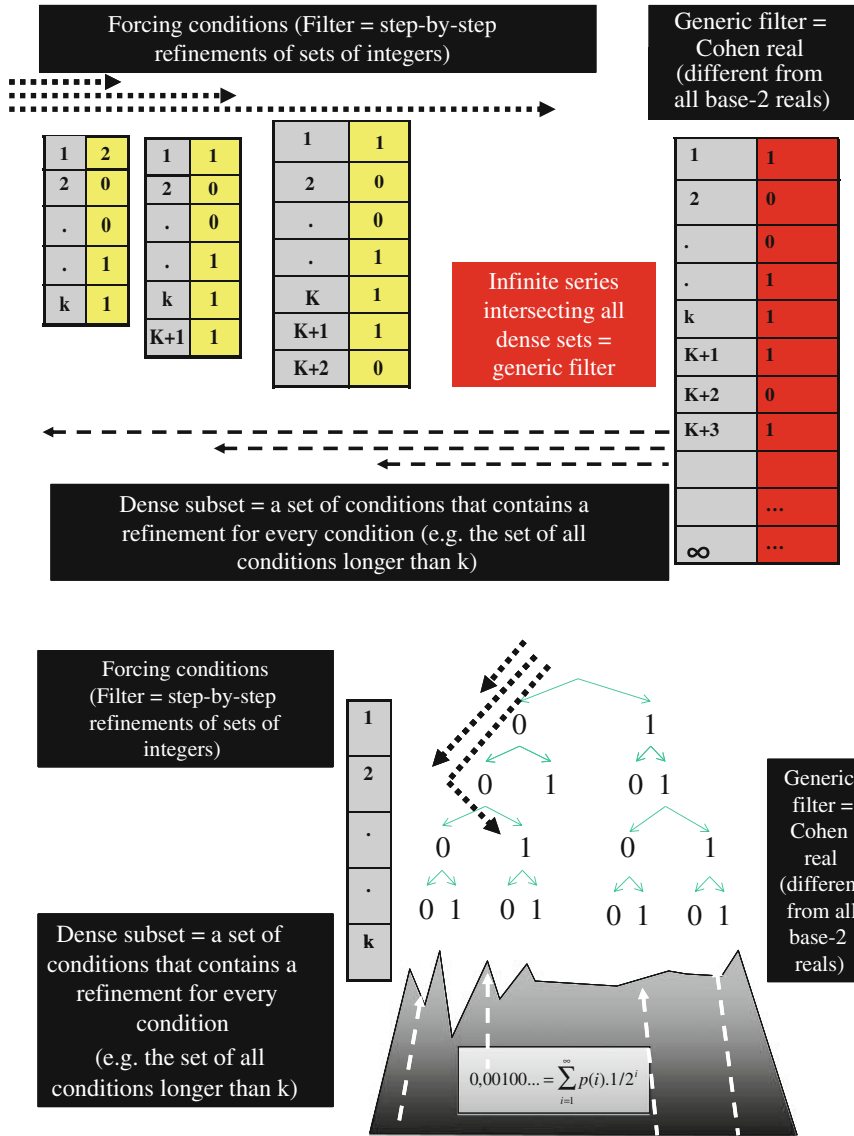 Forcing conditions (Filter = step-by-step
refinements of sets of integers)
Generic filter =
Cohen real
(different from
all base-2 reals)
1 2
2 0
. 0
. 1
k 1
1 1
2 0
. 0
. 1
k 1
K+1 1
1 1
2 0
. 0
. 1
K 1
K+1 1
K+2 0
Infinite series
intersecting all
dense sets =
generic filter
1 1
2 0
. 0
. 1
k 1
K+1 1
K+2 0
K+3 1
...
∞ ...
Dense subset = a set of conditions that contains a
refinement for every condition (e.g. the set of all
conditions longer than k)
Forcing conditions
(Filter = step-by-step
refinements of sets of
integers)
1
2
.
.
k
0 1
0 1 0 1
0 1 0 1
0 1 0 1 0 1 0 1
Generic
filter =
Cohen
real
(differen
from all
base-2
reals)
Dense subset = a set of
conditions that contains a
refinement for every
condition
(e.g. the set of all
conditions longer than k)
0,00100... = ∞∑i=1 p(i).1/2^i